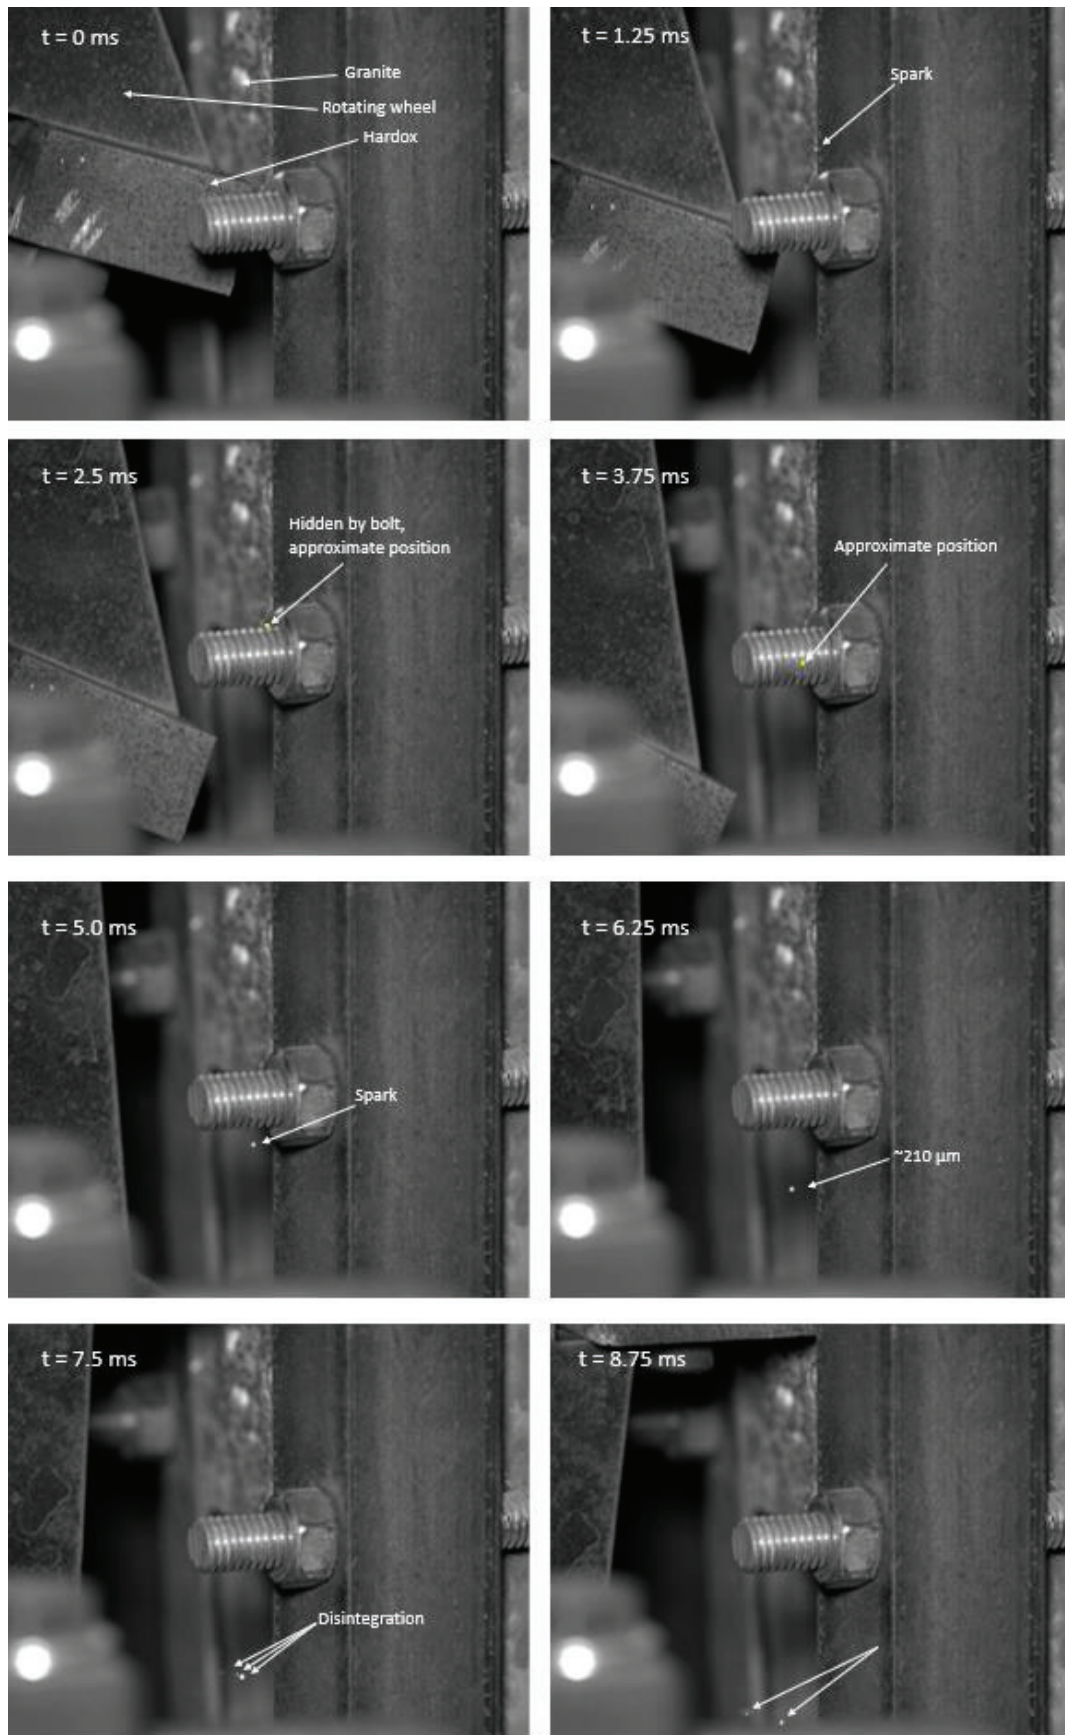 t = 0 ms
Granite
Rotating wheel
Hardox
t = 1.25 ms
Spark
t = 2.5 ms
Hidden by bolt,
approximate position
t = 3.75 ms
Approximate position
t = 5.0 ms
Spark
t = 6.25 ms
~210 µm
t = 7.5 ms
Disintegration
t = 8.75 ms